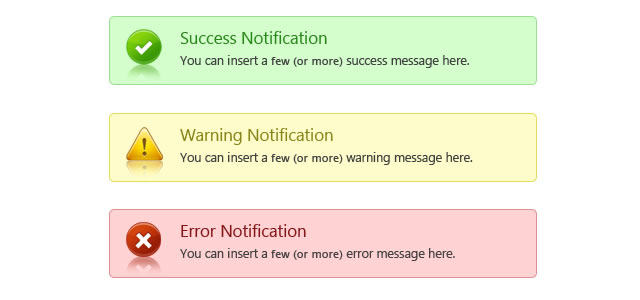 Success Notification
You can insert a few (or more) success message here.
Warning Notification
You can insert a few (or more) warning message here.
Error Notification
You can insert a few (or more) error message here.